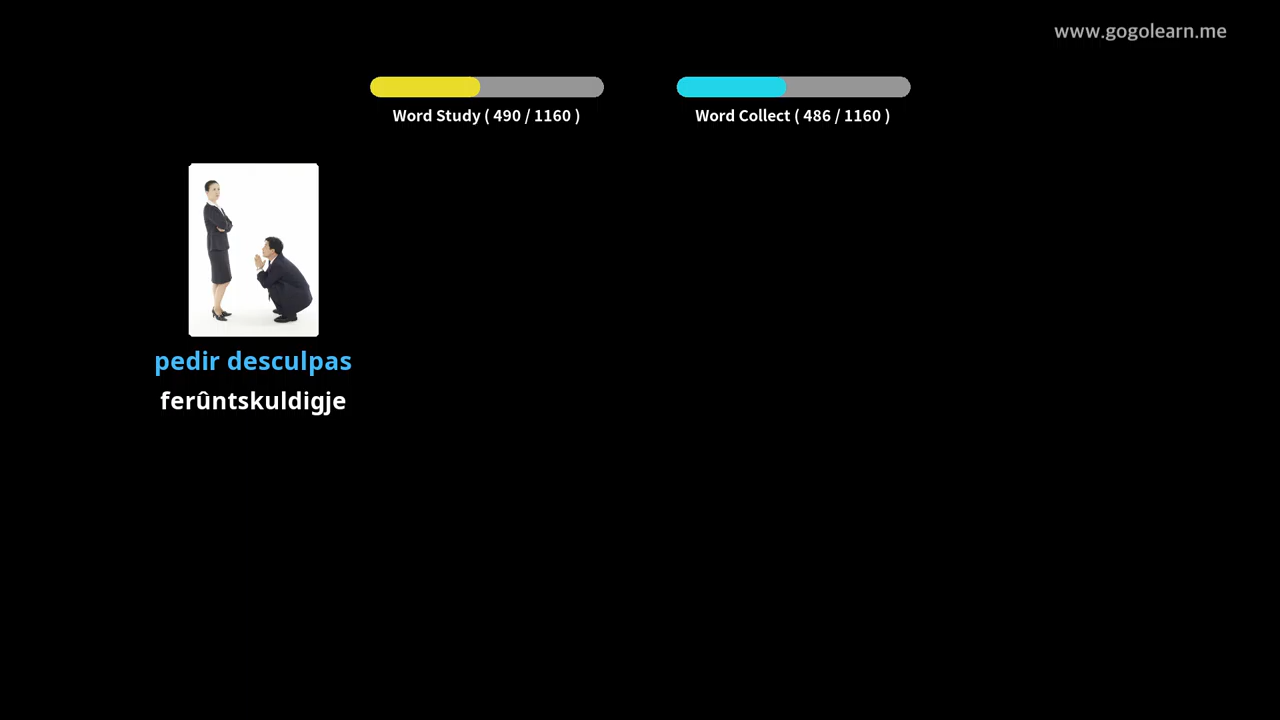 www.gogolearn.me
Word Study ( 490 / 1160 )
Word Collect ( 486 / 1160 )
pedir desculpas
ferûntskuldigje